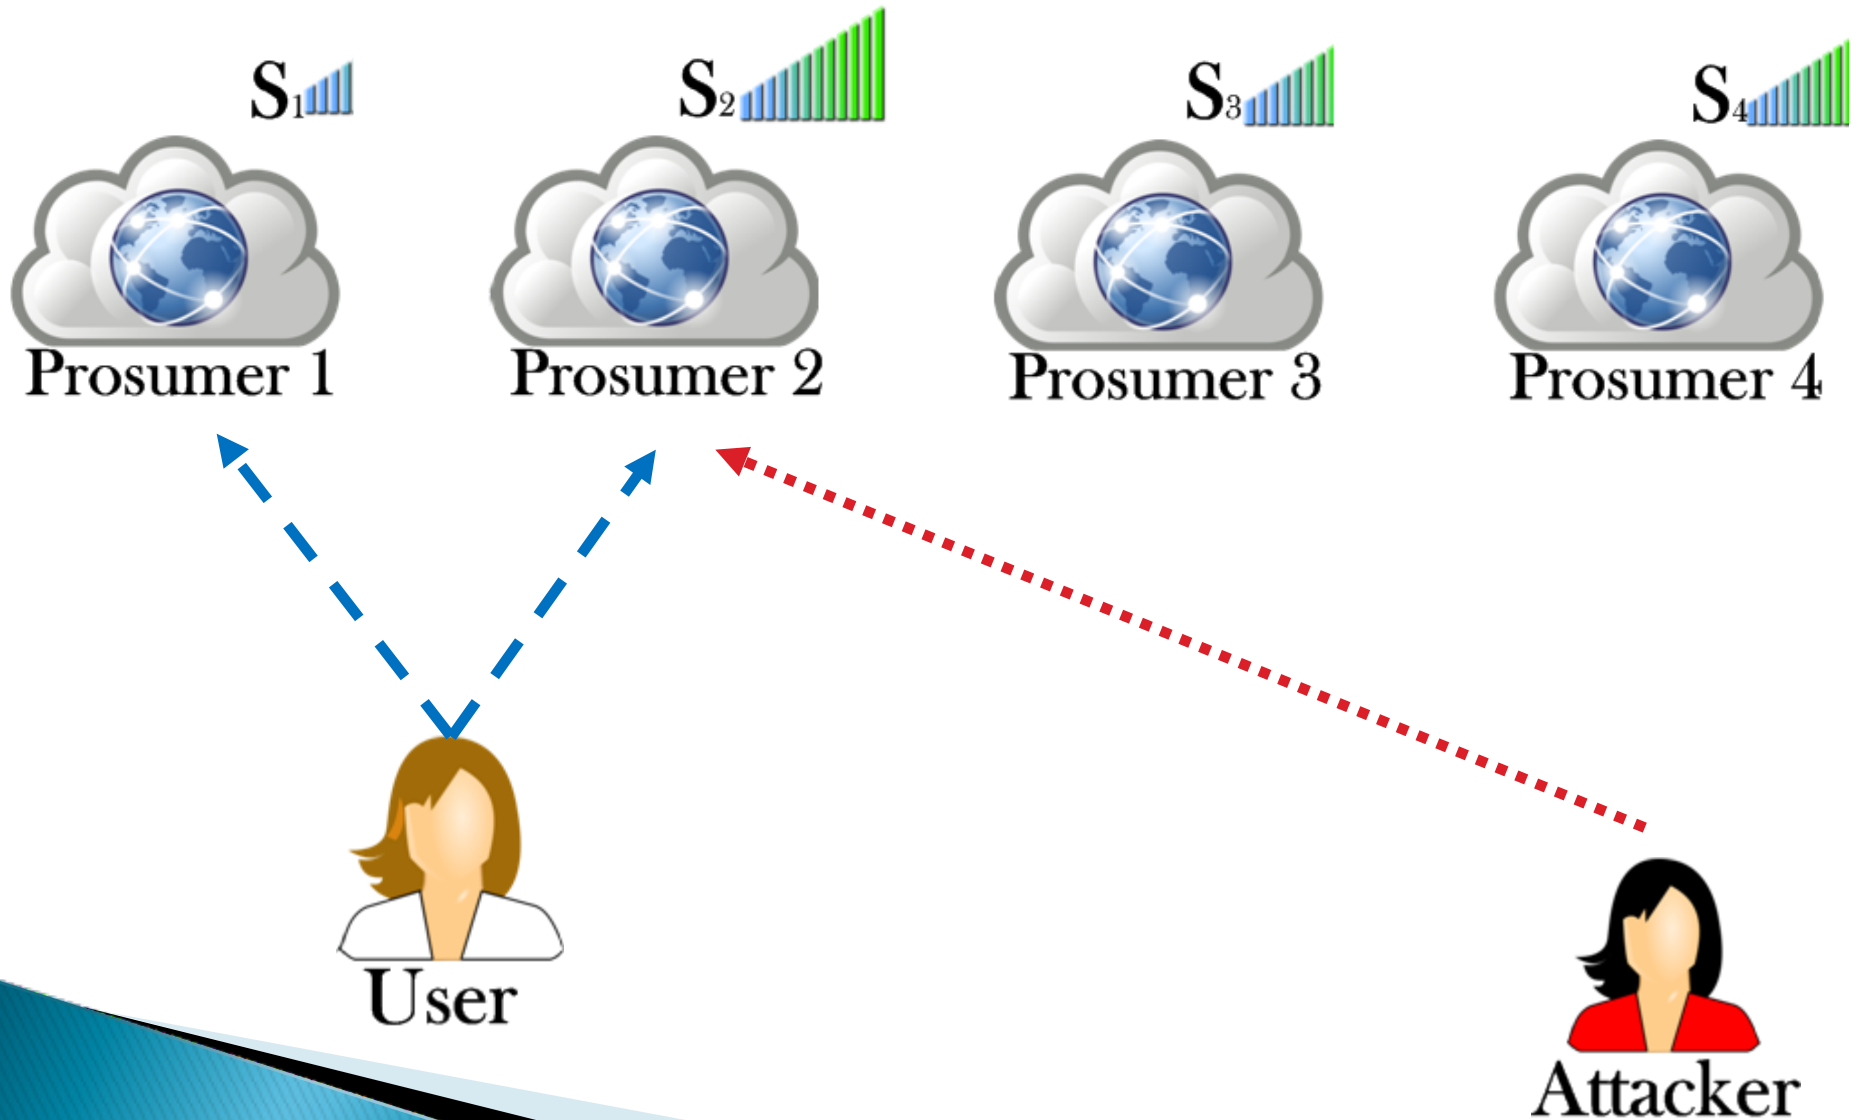 S1
S2
S3
S4
Prosumer 1
Prosumer 2
Prosumer 3
Prosumer 4
User
Attacker